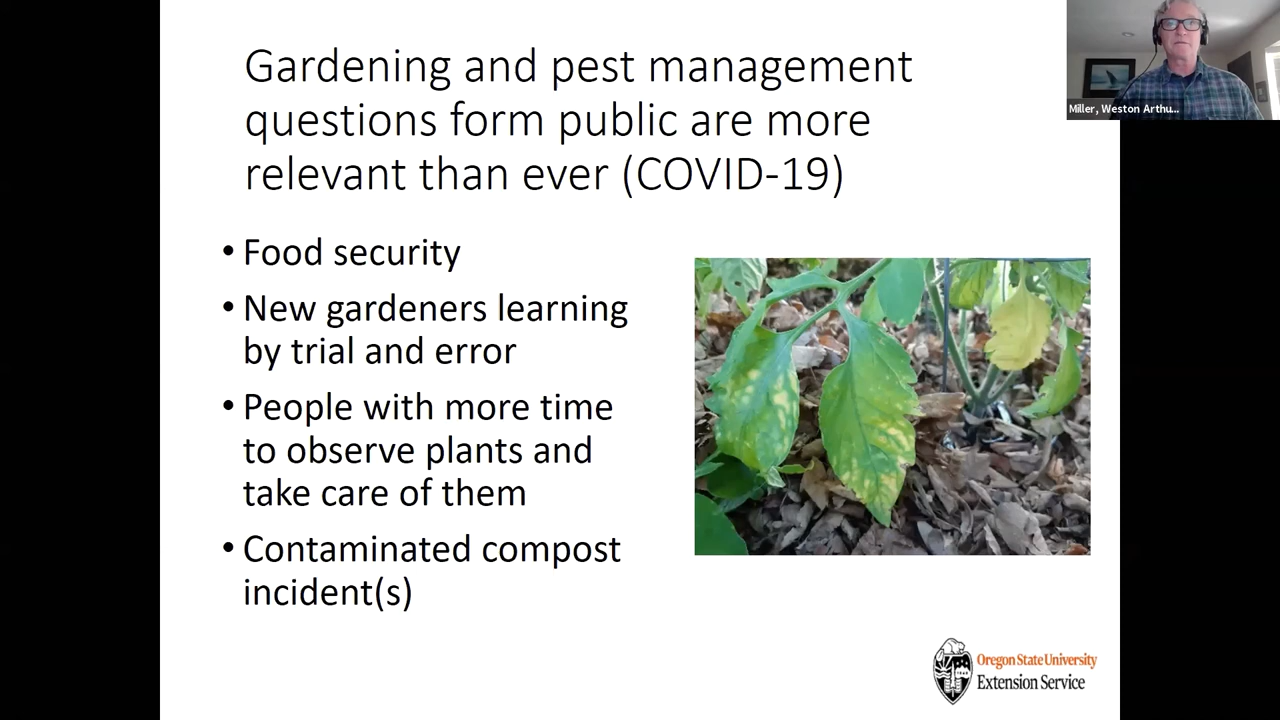 Gardening and pest management
questions form public are more
relevant than ever (COVID-19)
• Food security
• New gardeners learning
by trial and error
• People with more time
to observe plants and
take care of them
• Contaminated compost
incident(s)
Miller, Weston Arthu...
Oregon State University
Extension Service